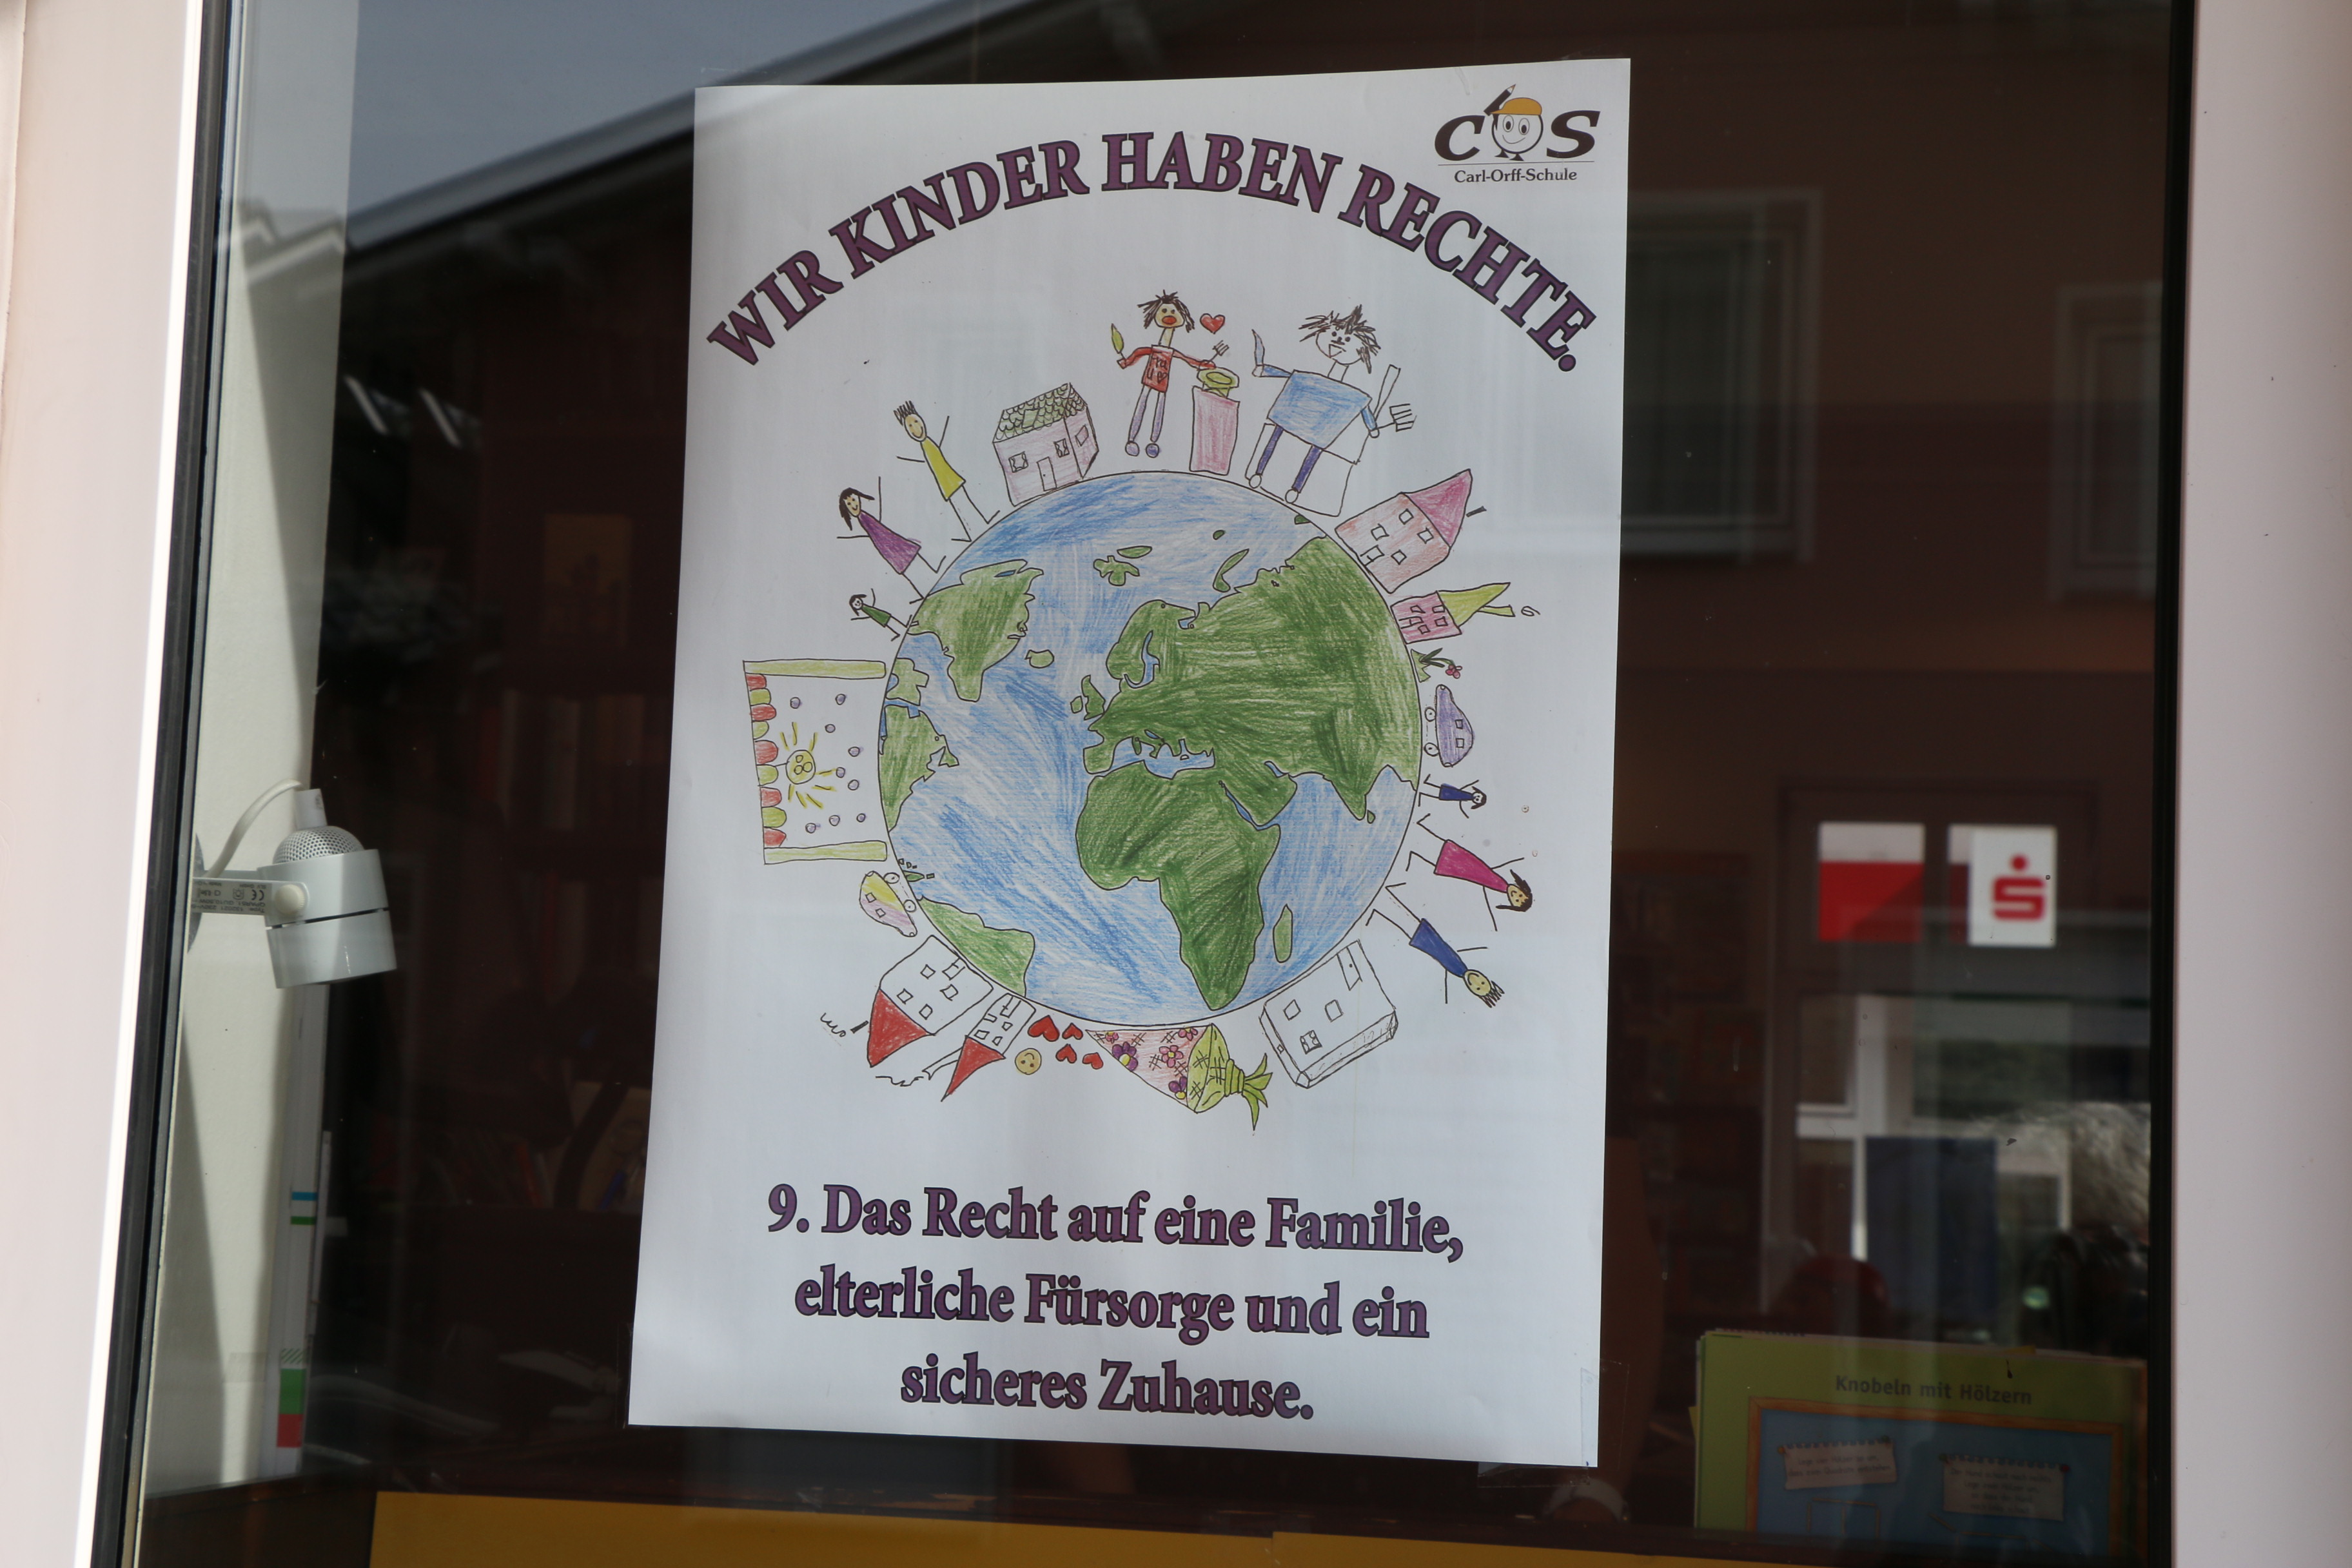 COS
Carl-Orff-Schule
WIR KINDER HABEN RECHTE.
9. Das Recht auf eine Familie,
elterliche Fürsorge und ein
sicheres Zuhause.
Knobeln mit Hölzern